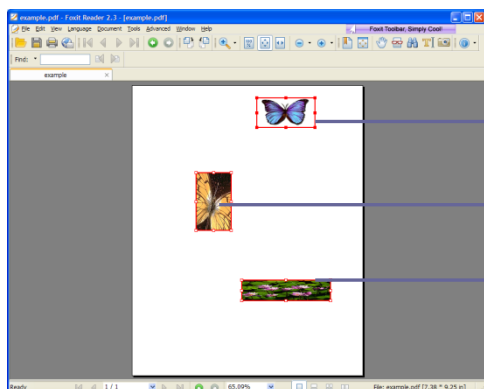 example.pdf - Foxit Reader 2.3 - [example.pdf]
File Edit View Language Document Tools Advanced Window Help
Foxit Toolbar, Simply Cool!
Find:
example
Ready
1 / 1
65.09%
File: example.pdf [7.38 * 9.25 in]